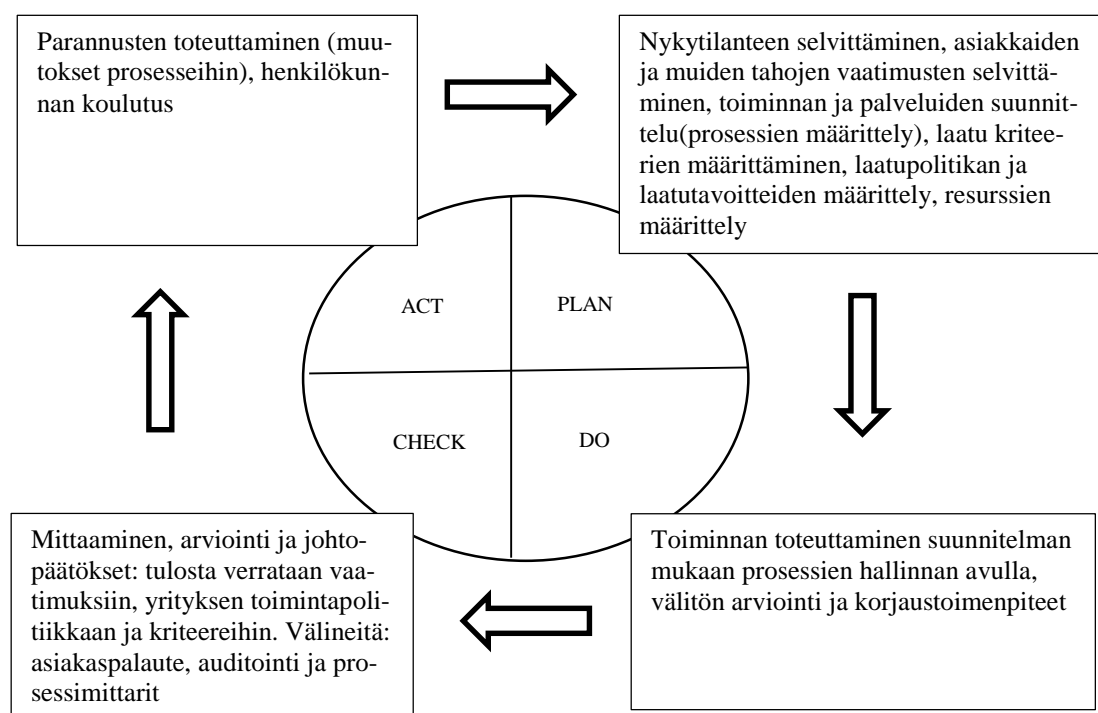 Parannusten toteuttaminen (muu-
tokset prosesseihin), henkilökun-
nan koulutus
Nykytilanteen selvittäminen, asiakkaiden
ja muiden tahojen vaatimusten selvittä-
minen, toiminnan ja palveluiden suunnit-
telu(prosessien määrittely), laatu kritee-
rien määrittäminen, laatupolitikan ja
laatutavoitteiden määrittely, resurssien
määrittely
ACT
PLAN
CHECK
DO
Mittaaminen, arviointi ja johto-
päätökset: tulosta verrataan vaa-
timuksiin, yrityksen toimintapoli-
tiikkaan ja kriteereihin. Välineitä:
asiakaspalaute, auditointi ja pro-
sessimittarit
Toiminnan toteuttaminen suunnitelman
mukaan prosessien hallinnan avulla,
välitön arviointi ja korjaustoimenpiteet